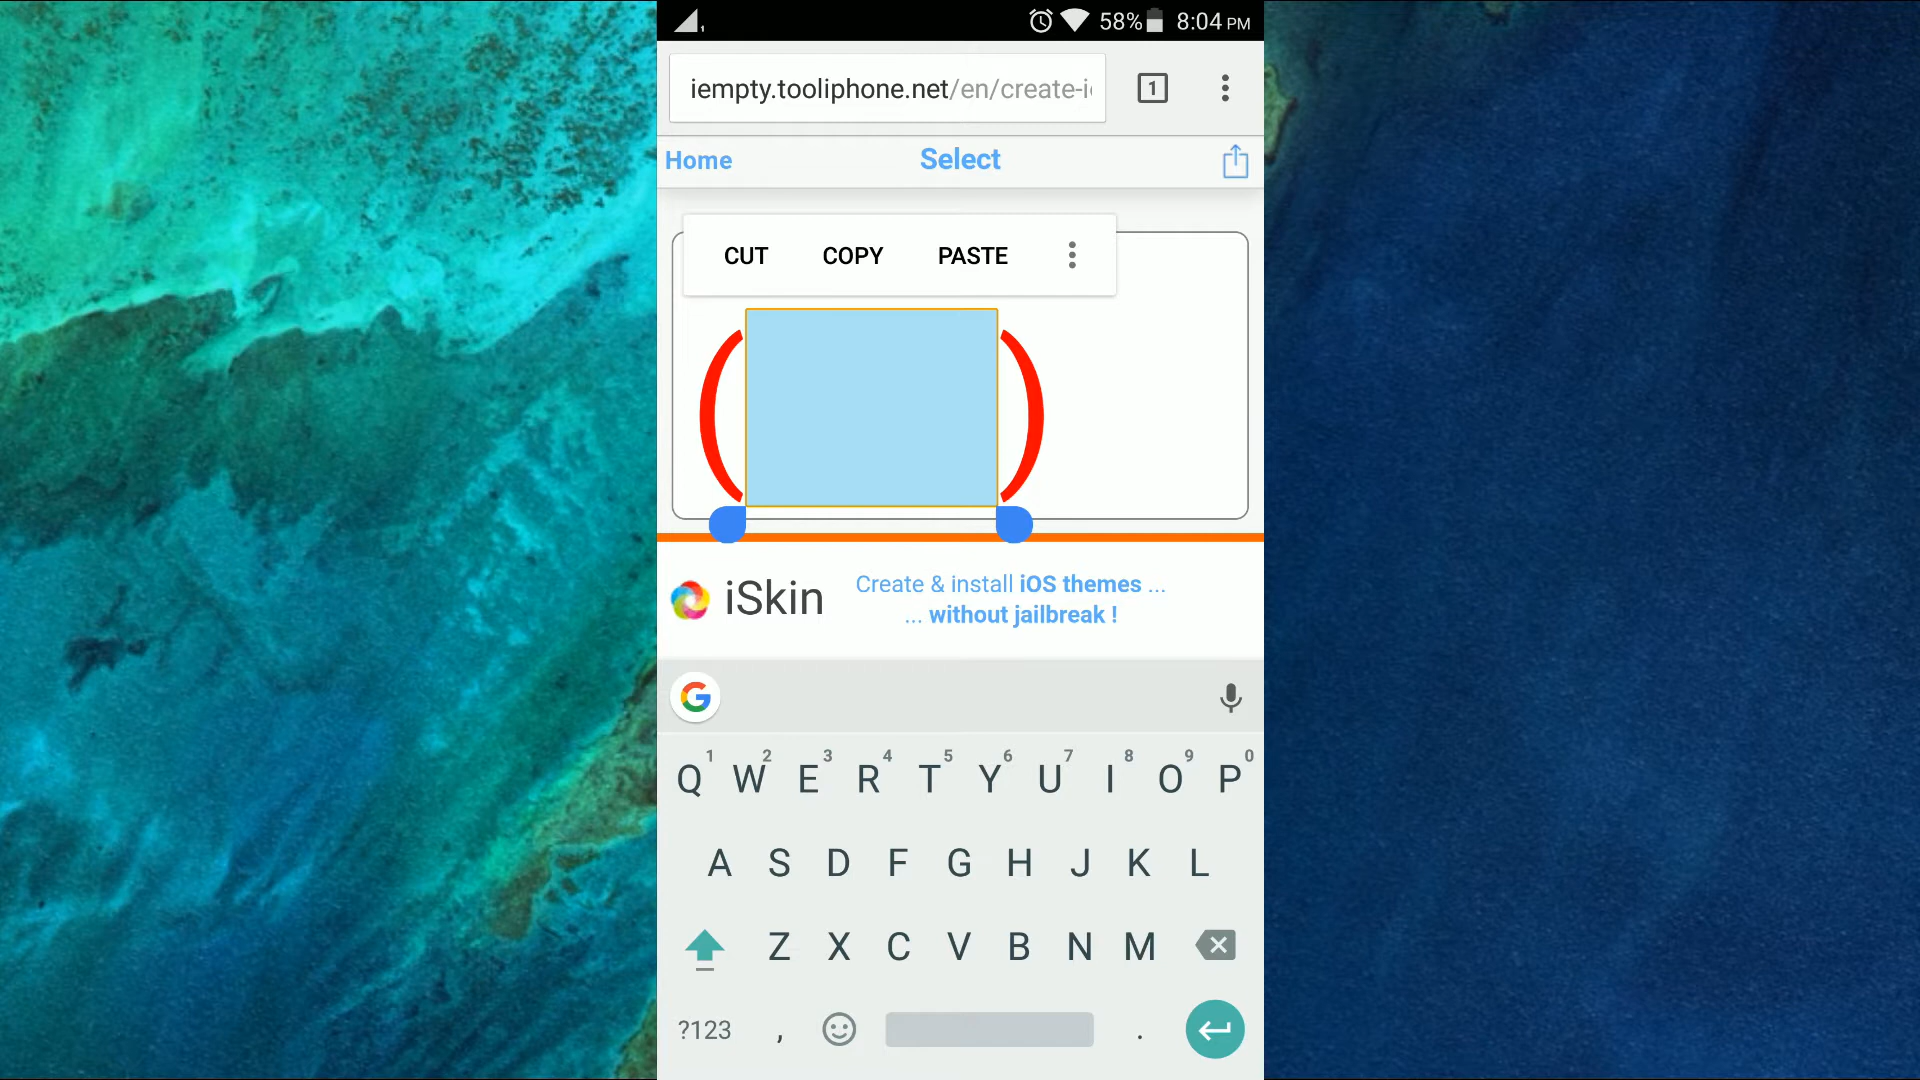 58% 8:04 PM
iempty.tooliphone.net/en/create-i
1
Home Select
CUT COPY PASTE
( )
iSkin
Create & install iOS themes ...
... without jailbreak !
G
1 2 3 4 5 6 7 8 9 0
Q W E R T Y U I O P
A S D F G H J K L
Z X C V B N M
?123 , .